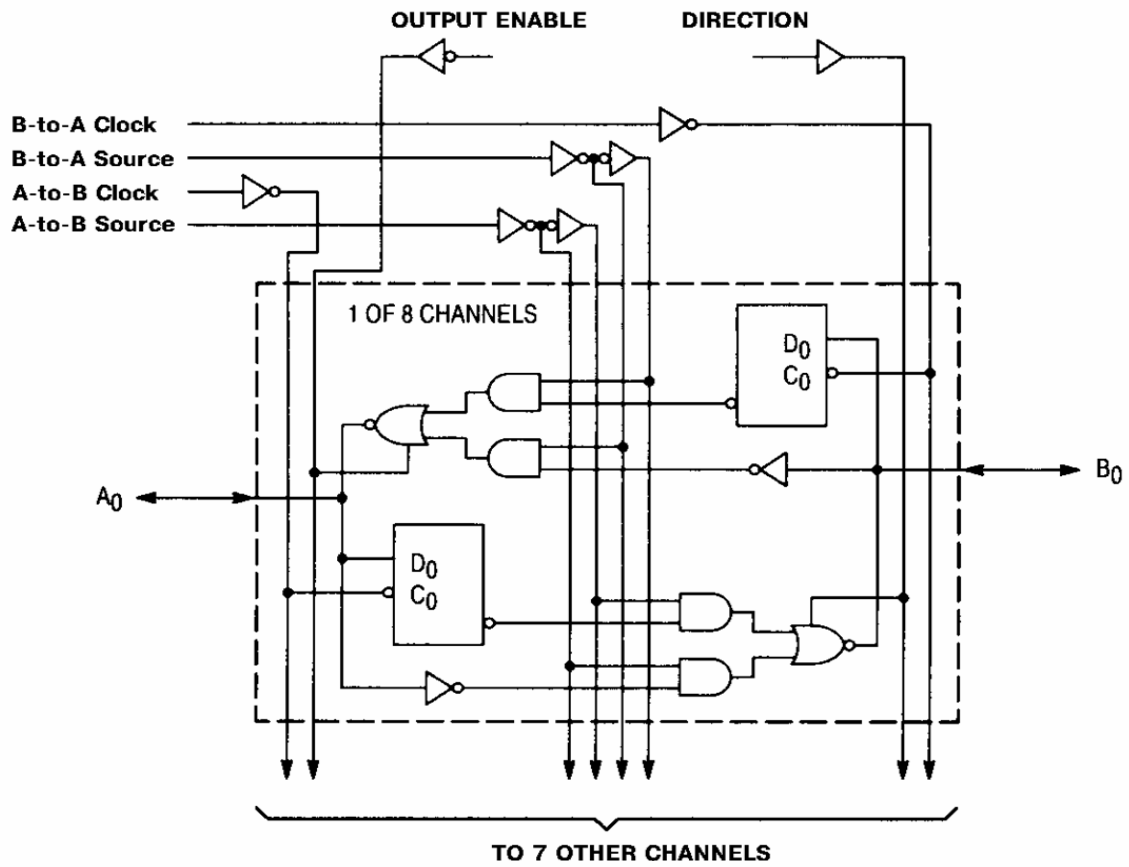 OUTPUT ENABLE DIRECTION
B-to-A Clock
B-to-A Source
A-to-B Clock
A-to-B Source
1 OF 8 CHANNELS
D0
C0
A0
B0
D0
C0
TO 7 OTHER CHANNELS